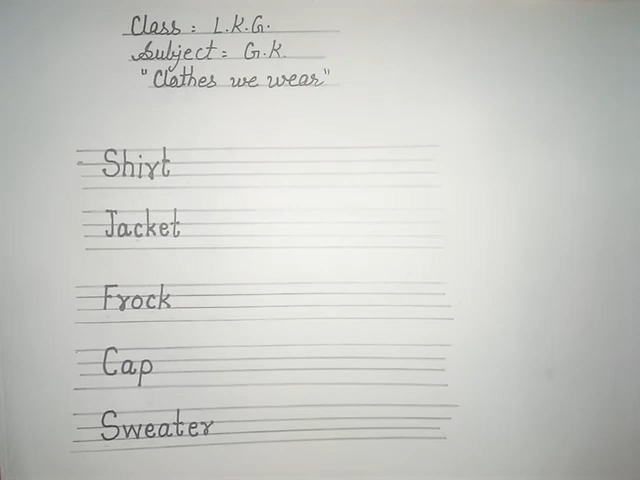 Class : L.K.G.
Subject : G.K.
"Clothes we wear"
Shirt
Jacket
Frock
Cap
Sweater